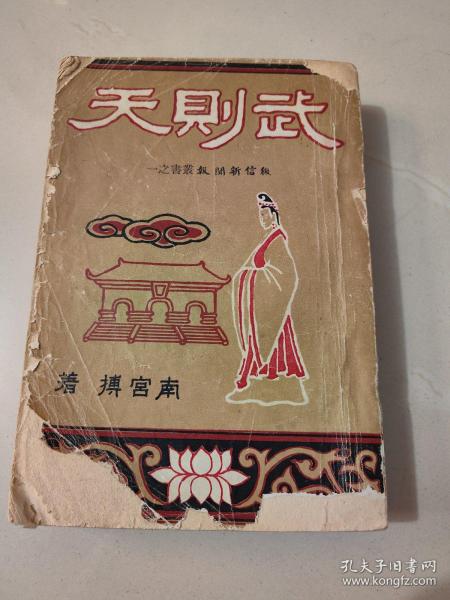 武則天
徵信新聞報叢書之一
南宮搏 著
孔夫子旧书网
www.kongfz.com